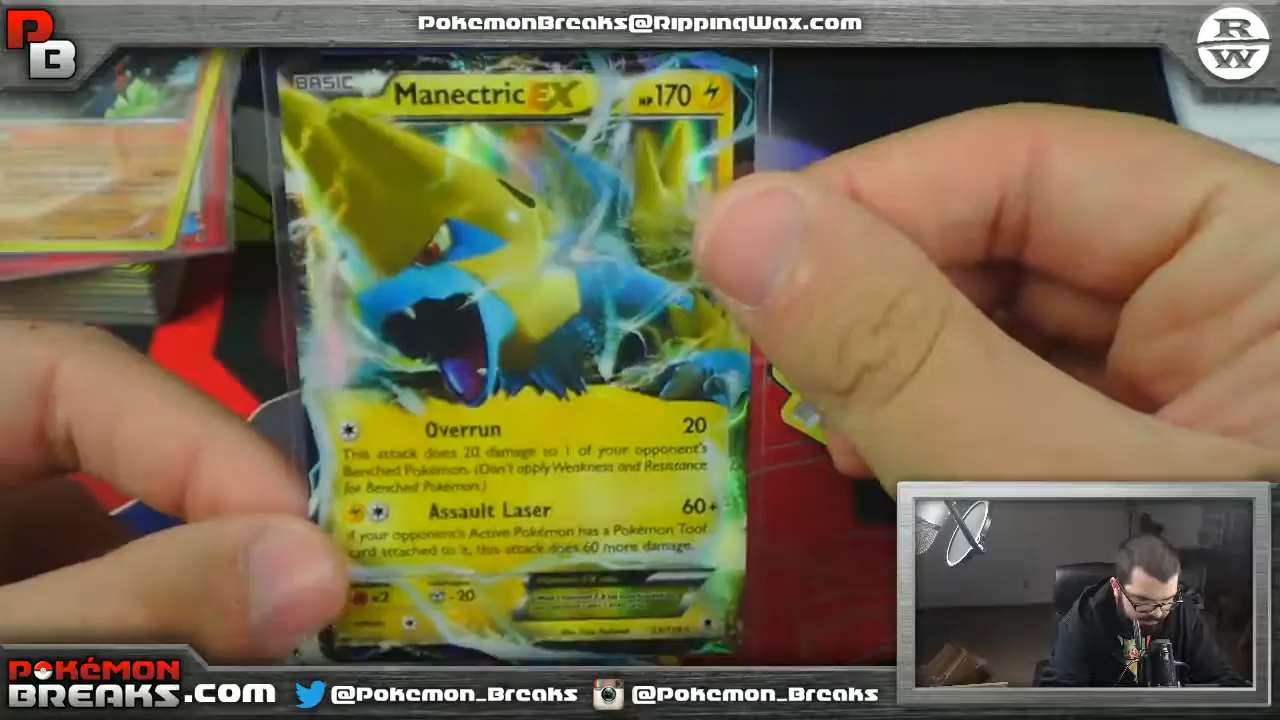 PokemonBreaks@RippingWax.com
PB
RW
BASIC
Manectric EX HP170
Overrun 20
This attack does 20 damage to 1 of your opponent's
Benched Pokémon. (Don't apply Weakness and Resistance
for Benched Pokémon.)
Assault Laser 60+
If your opponent's Active Pokémon has a Pokémon Tool
card attached to it, this attack does 60 more damage.
×2 -20
POKéMON
BREAKS.com
@Pokemon_Breaks
@Pokemon_Breaks